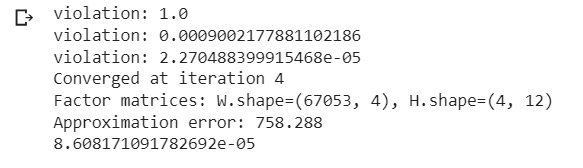 violation: 1.0
violation: 0.0009002177881102186
violation: 2.270488399915468e-05
Converged at iteration 4
Factor matrices: W.shape=(67053, 4), H.shape=(4, 12)
Approximation error: 758.288
8.608171091782692e-05